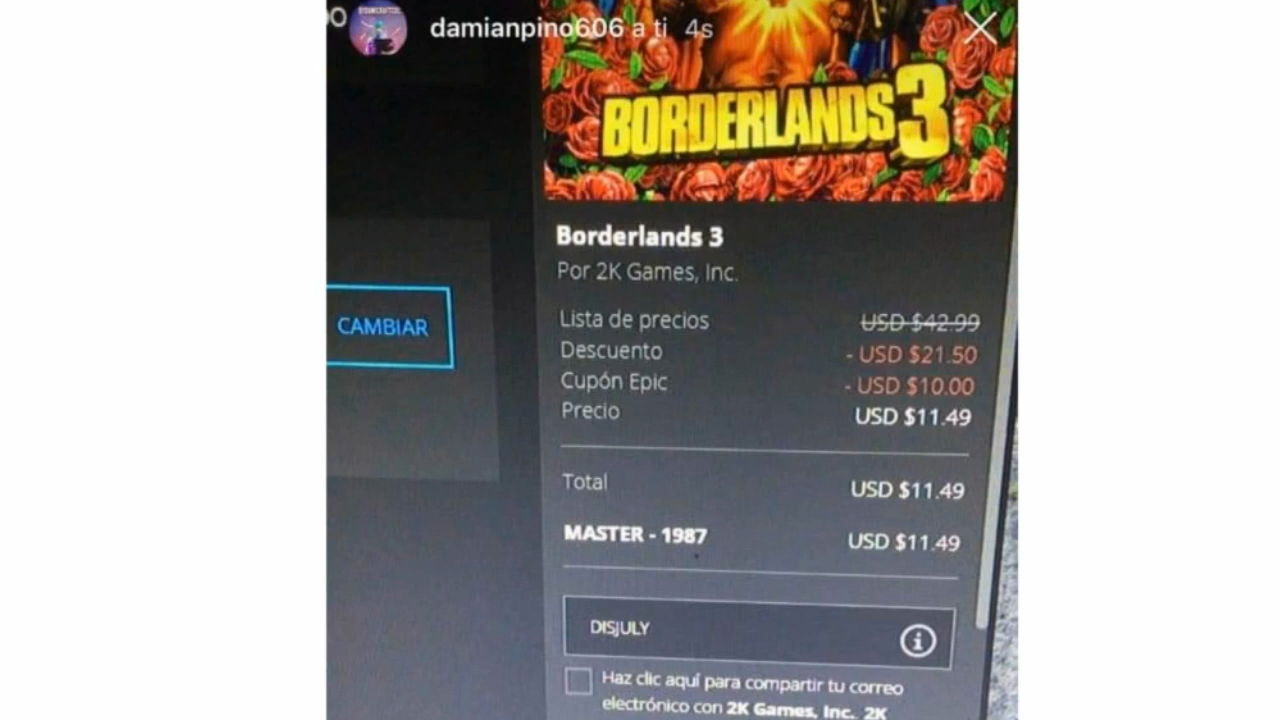 damianpino606 a ti 4s
BORDERLANDS 3
Borderlands 3
Por 2K Games, Inc.
Lista de precios USD $42.99
Descuento - USD $21.50
CAMBIAR
Cupón Epic - USD $10.00
Precio USD $11.49
Total USD $11.49
MASTER - 1987 USD $11.49
DISJULY
Haz clic aquí para compartir tu correo
electrónico con 2K Games, Inc. 2K